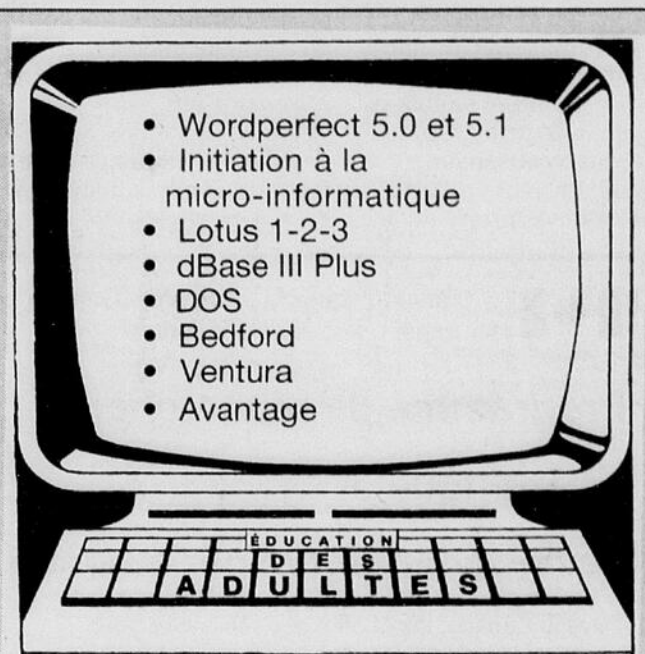 • Wordperfect 5.0 et 5.1
• Initiation à la
micro-informatique
• Lotus 1-2-3
• dBase III Plus
• DOS
• Bedford
• Ventura
• Avantage
ÉDUCATION
DES
ADULTES